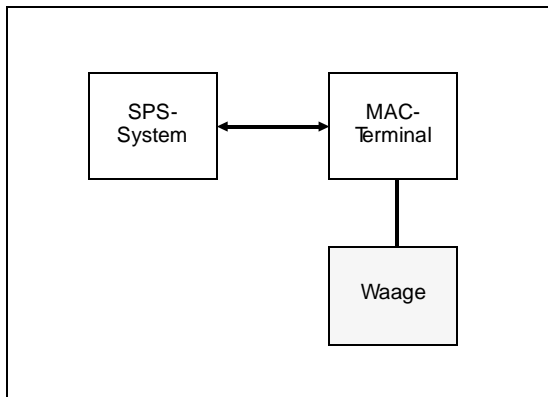 SPS-
System
MAC-
Terminal
Waage